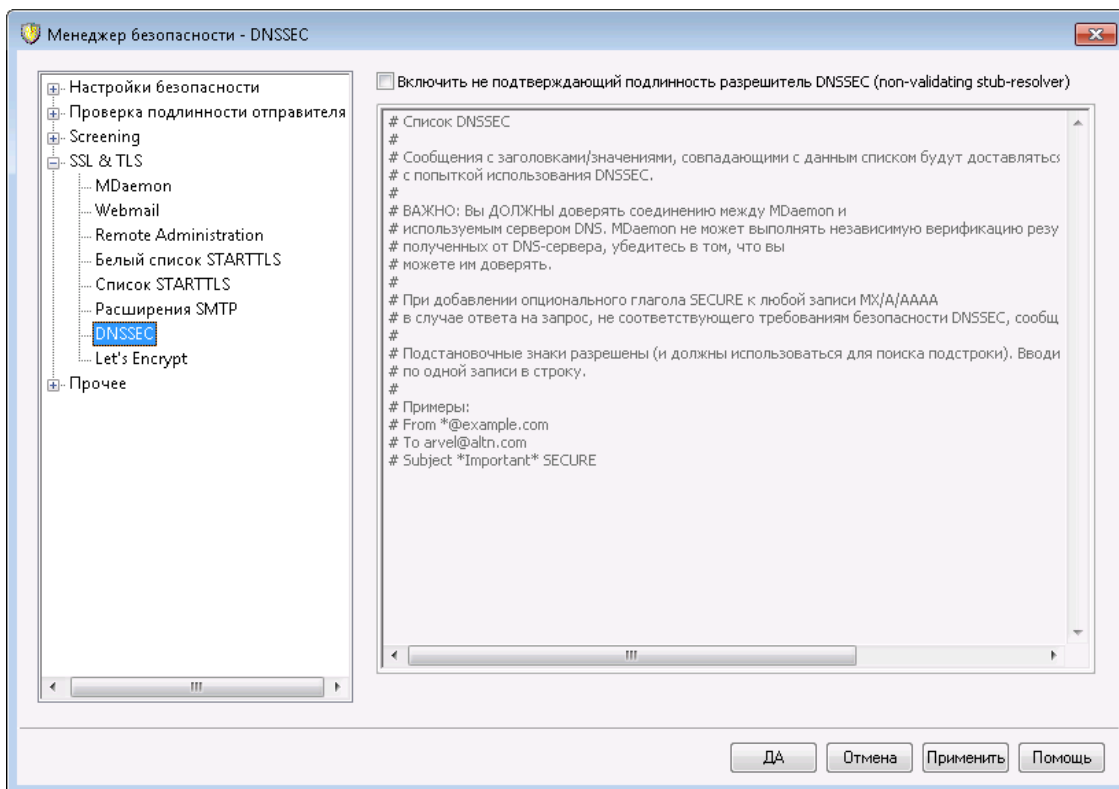 Менеджер безопасности - DNSSEC
Настройки безопасности
Проверка подлинности отправителя
Screening
SSL & TLS
MDaemon
Webmail
Remote Administration
Белый список STARTTLS
Список STARTTLS
Расширения SMTP
DNSSEC
Let's Encrypt
Прочее
Включить не подтверждающий подлинность разрешитель DNSSEC (non-validating stub-resolver)
# Список DNSSEC
#
# Сообщения с заголовками/значениями, совпадающими с данным списком будут доставляться
# с попыткой использования DNSSEC.
#
# ВАЖНО: Вы ДОЛЖНЫ доверять соединению между MDaemon и
# используемым сервером DNS. MDaemon не может выполнять независимую верификацию резу
# полученных от DNS-сервера, убедитесь в том, что вы
# можете им доверять.
#
# При добавлении опционального глагола SECURE к любой записи MX/A/AAAA
# в случае ответа на запрос, не соответствующего требованиям безопасности DNSSEC, сообщ
#
# Подстановочные знаки разрешены (и должны использоваться для поиска подстроки). Вводи
# по одной записи в строку.
#
# Примеры:
# From *@example.com
# To arvel@altn.com
# Subject *Important* SECURE
ДА
Отмена
Применить
Помощь